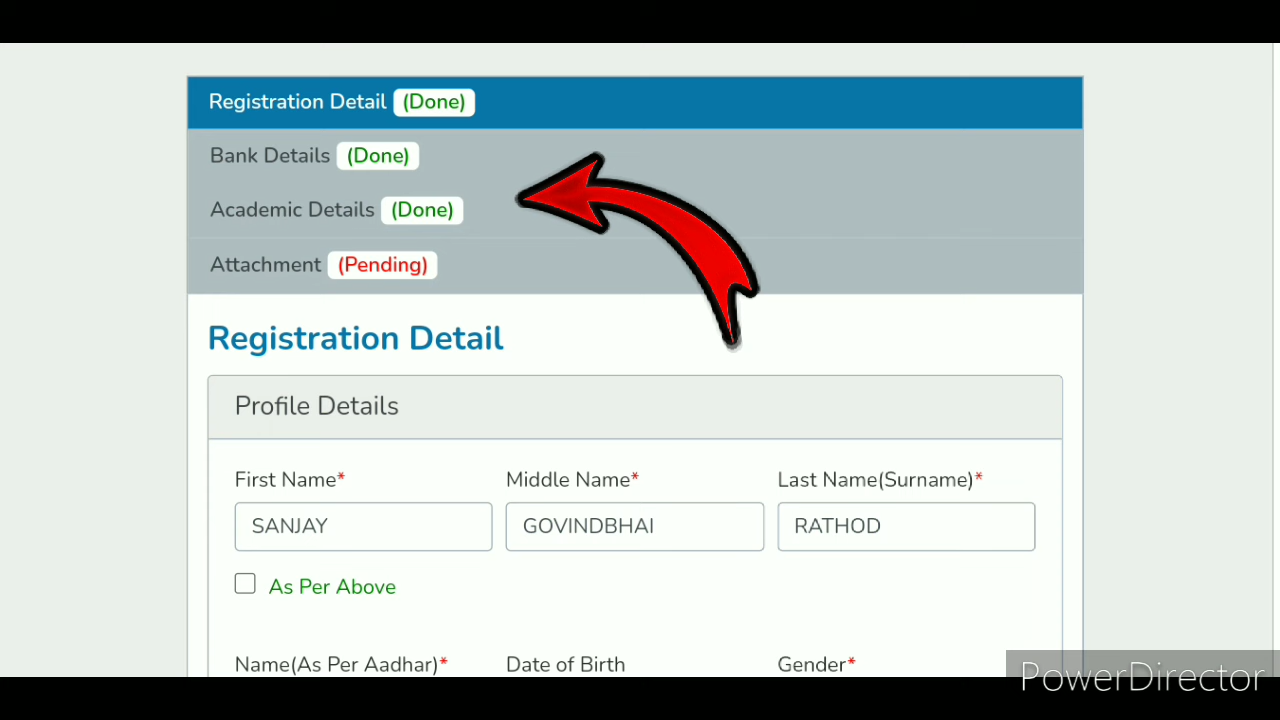 Registration Detail (Done)
Bank Details (Done)
Academic Details (Done)
Attachment (Pending)
Registration Detail
Profile Details
First Name* Middle Name* Last Name(Surname)*
SANJAY GOVINDBHAI RATHOD
As Per Above
Name(As Per Aadhar)* Date of Birth Gender*
PowerDirector